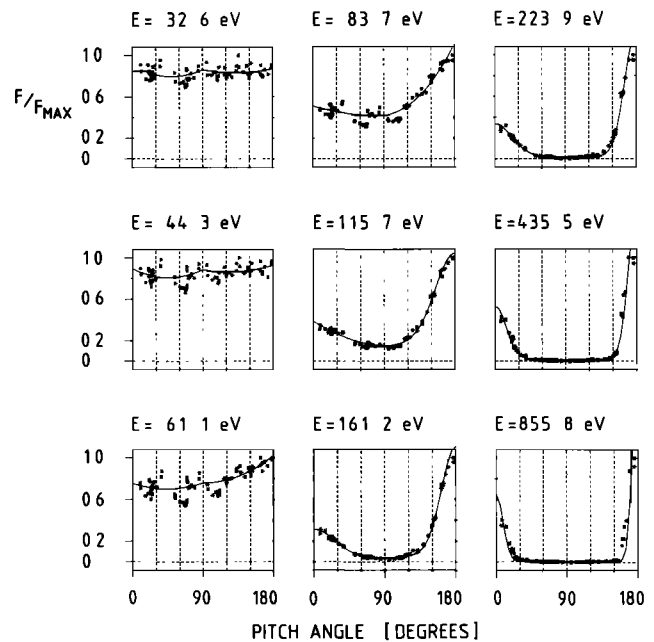 E= 32 6 eV E= 83 7 eV E=223 9 eV
F/FMAX
1 0
0 6
0 2
0
E= 44 3 eV E=115 7 eV E=435 5 eV
1 0
0 6
0 2
0
E= 61 1 eV E=161 2 eV E=855 8 eV
1 0
0 6
0 2
0
0 90 180 0 90 180 0 90 180
PITCH ANGLE [DEGREES]